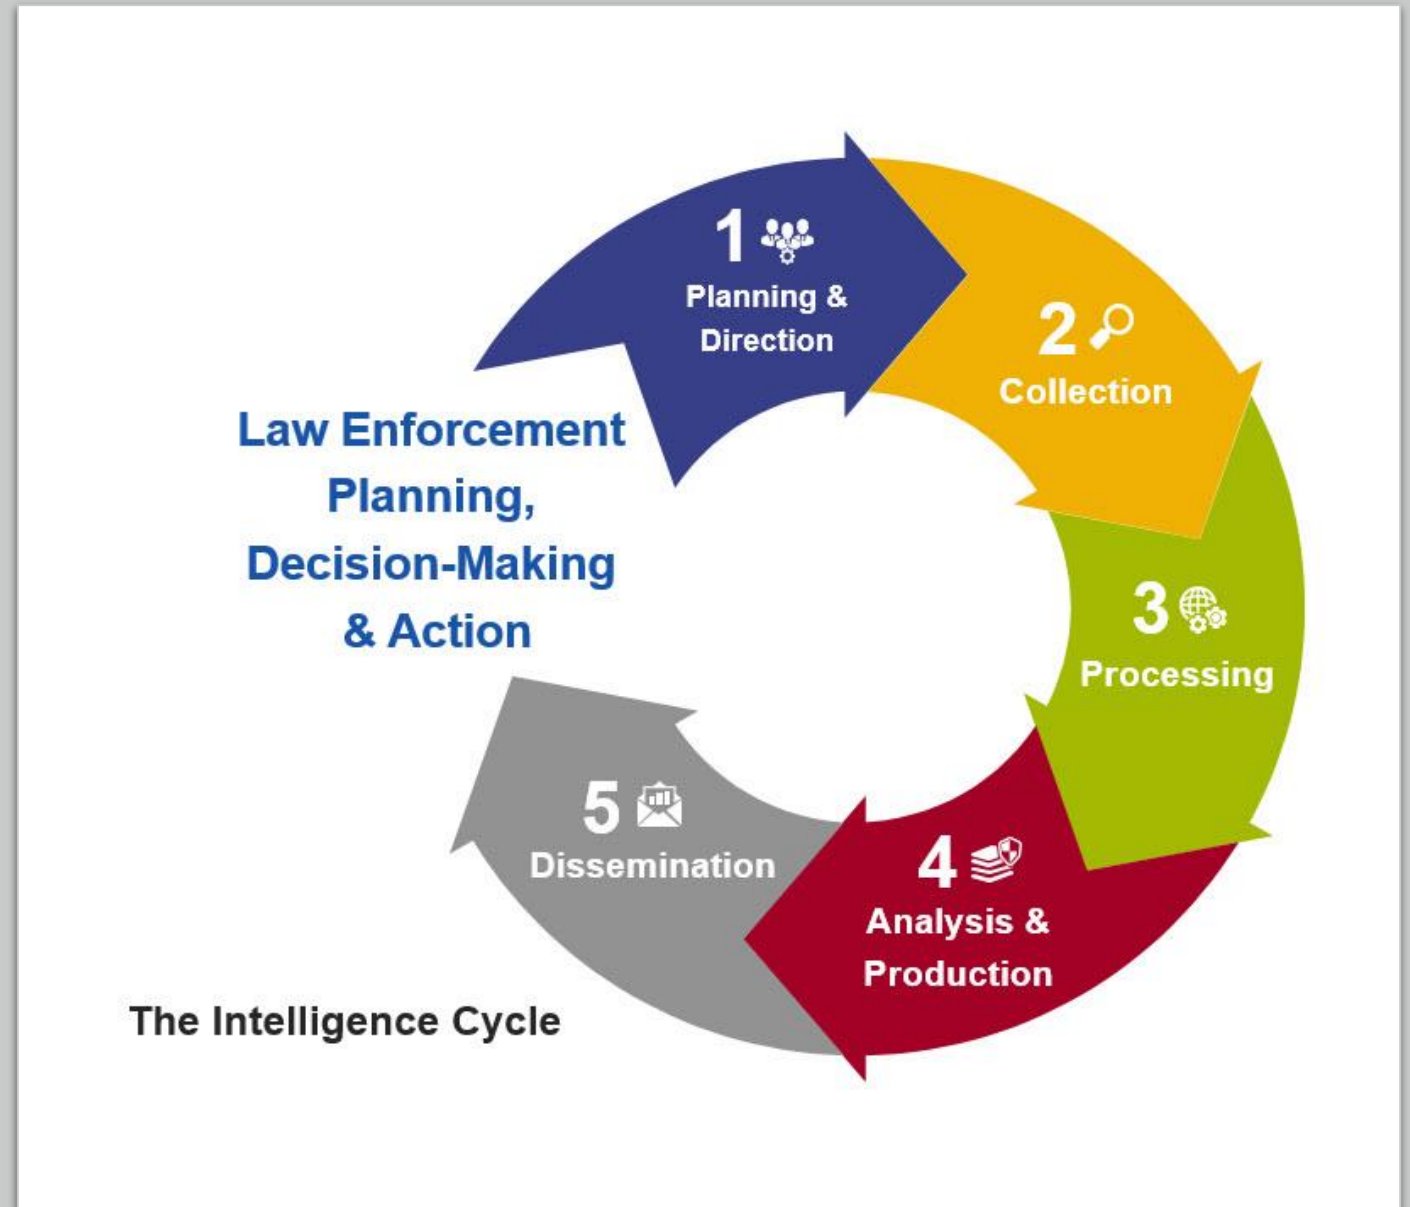 1
Planning &
Direction
2
Collection
3
Processing
4
Analysis &
Production
5
Dissemination
Law Enforcement
Planning,
Decision-Making
& Action
The Intelligence Cycle